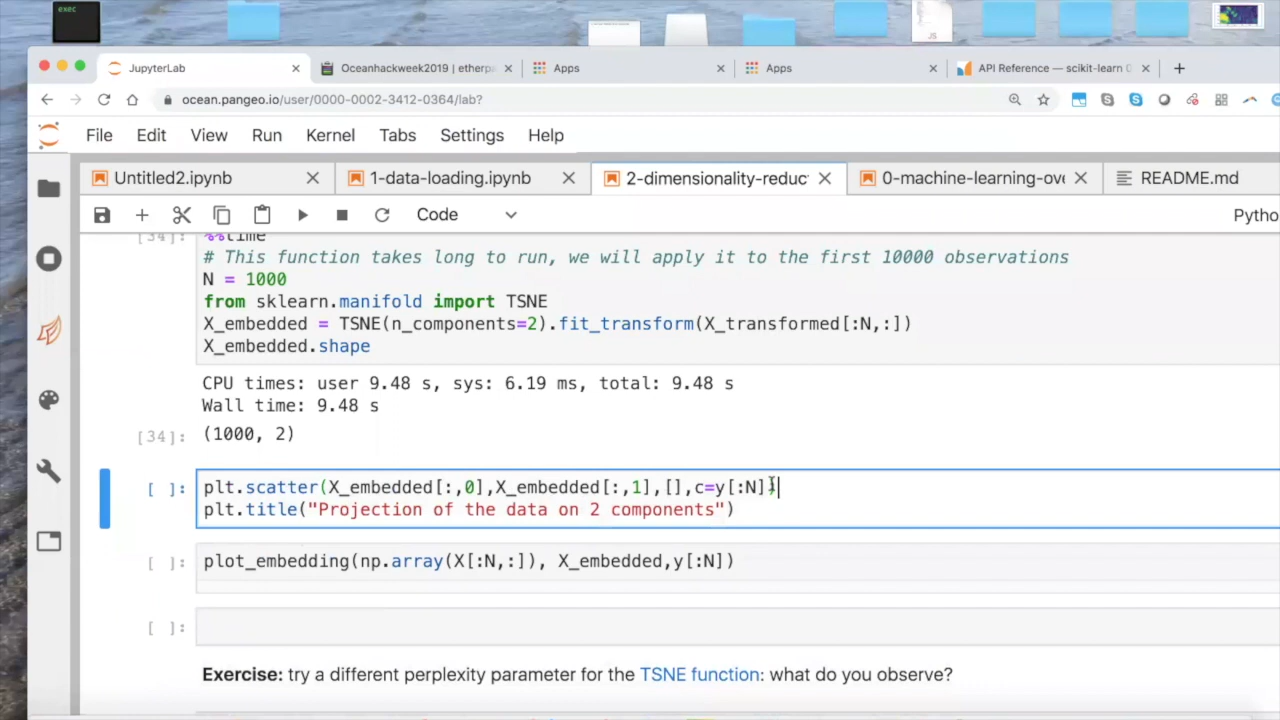 exec
JS
JupyterLab
Oceanhackweek2019 | etherpa
Apps
Apps
API Reference — scikit-learn 0
ocean.pangeo.io/user/0000-0002-3412-0364/lab?
File Edit View Run Kernel Tabs Settings Help
Untitled2.ipynb
1-data-loading.ipynb
2-dimensionality-reduc
0-machine-learning-ove
README.md
Code
Pytho
[34]: %%time
# This function takes long to run, we will apply it to the first 10000 observations
N = 1000
from sklearn.manifold import TSNE
X_embedded = TSNE(n_components=2).fit_transform(X_transformed[:N,:])
X_embedded.shape
CPU times: user 9.48 s, sys: 6.19 ms, total: 9.48 s
Wall time: 9.48 s
[34]: (1000, 2)
[ ]: plt.scatter(X_embedded[:,0],X_embedded[:,1],[],c=y[:N])
plt.title("Projection of the data on 2 components")
[ ]: plot_embedding(np.array(X[:N,:]), X_embedded,y[:N])
[ ]:
Exercise: try a different perplexity parameter for the TSNE function: what do you observe?